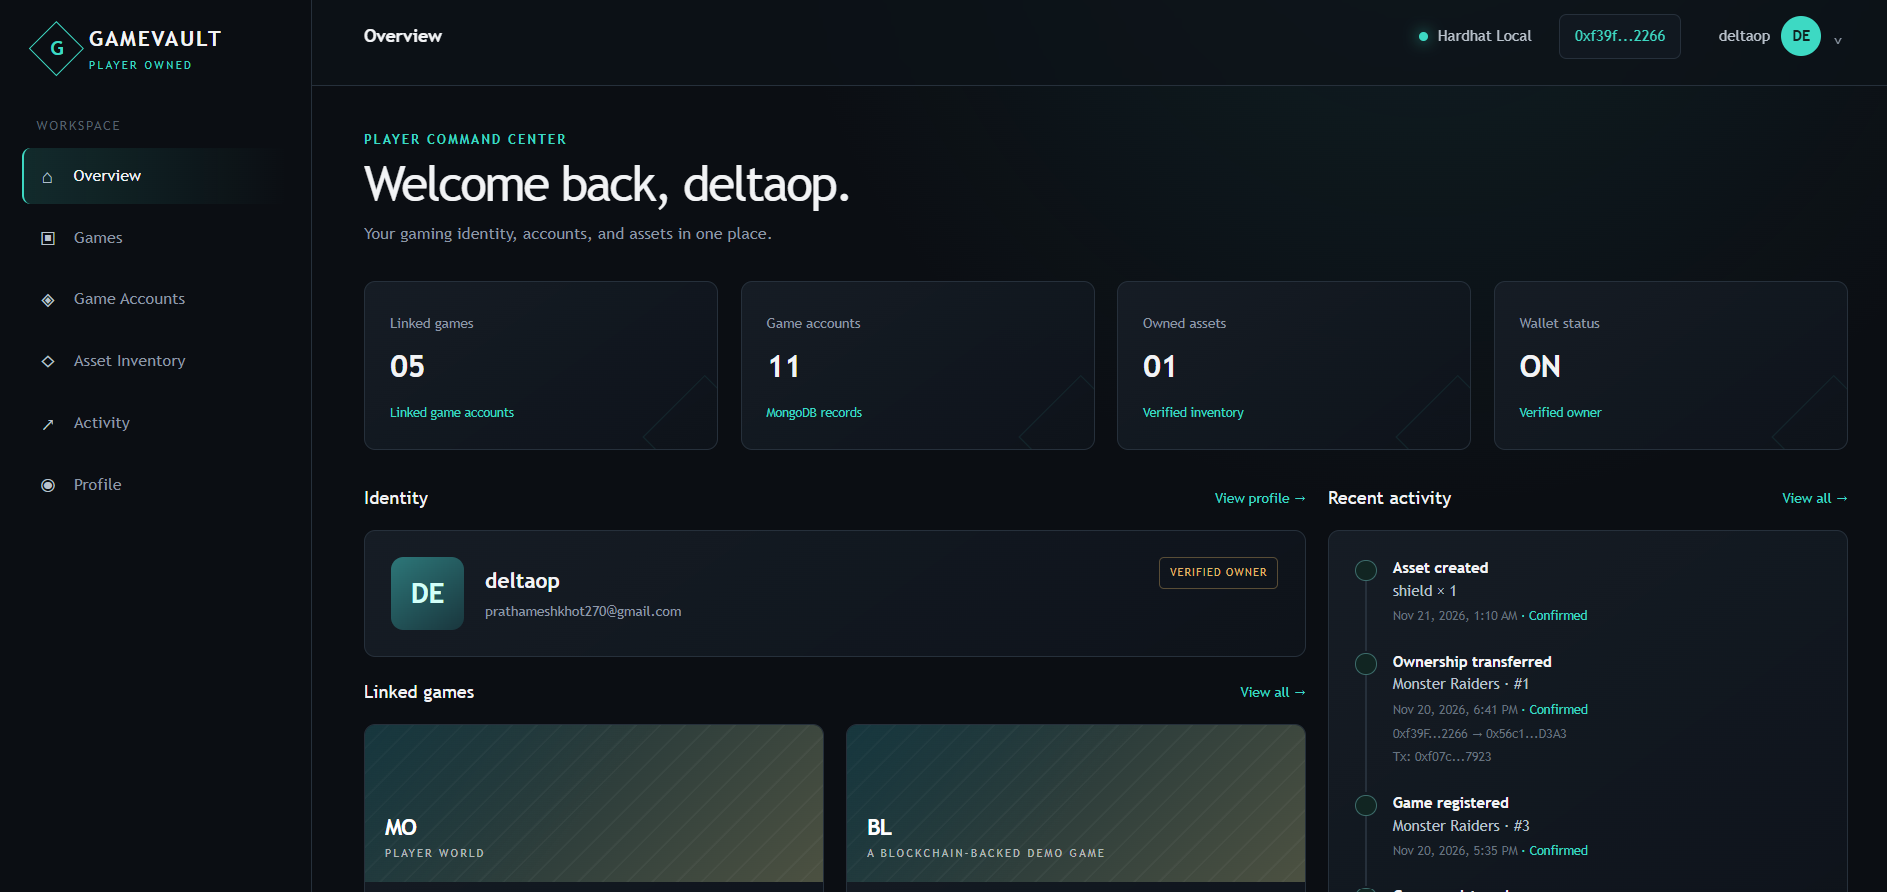 G
GAMEVAULT
PLAYER OWNED
WORKSPACE
Overview
Games
Game Accounts
Asset Inventory
Activity
Profile
Overview
Hardhat Local
0xf39f...2266
deltaop
DE
PLAYER COMMAND CENTER
Welcome back, deltaop.
Your gaming identity, accounts, and assets in one place.
Linked games
05
Linked game accounts
Game accounts
11
MongoDB records
Owned assets
01
Verified inventory
Wallet status
ON
Verified owner
Identity
View profile →
DE
deltaop
prathameshkhot270@gmail.com
VERIFIED OWNER
Linked games
View all →
MO
PLAYER WORLD
BL
A BLOCKCHAIN-BACKED DEMO GAME
Recent activity
View all →
Asset created
shield × 1
Nov 21, 2026, 1:10 AM · Confirmed
Ownership transferred
Monster Raiders · #1
Nov 20, 2026, 6:41 PM · Confirmed
0xf39F...2266 → 0x56c1...D3A3
Tx: 0xf07c...7923
Game registered
Monster Raiders · #3
Nov 20, 2026, 5:35 PM · Confirmed